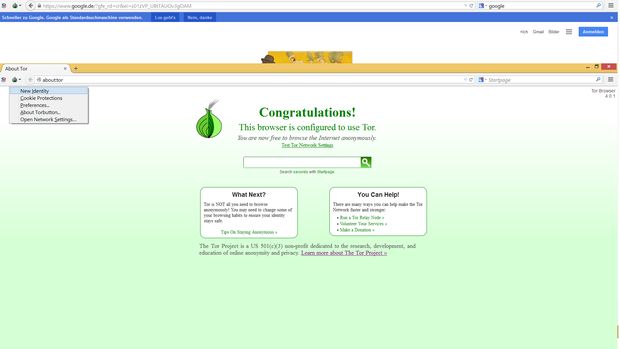 https://www.google.de/?gfe_rd=cr&ei=
google
Schneller zu Google. Google als Standardsuchmaschine verwenden.
Los geht's
Nein, danke
+Ich
Gmail
Bilder
Anmelden
About Tor
about:tor
Startpage
New Identity
Cookie Protections
Preferences...
About Torbutton...
Open Network Settings...
Tor Browser
4.0.1
Congratulations!
This browser is configured to use Tor.
You are now free to browse the Internet anonymously.
Test Tor Network Settings
Search securely with Startpage
What Next?
Tor is NOT all you need to browse
anonymously! You may need to change some of
your browsing habits to ensure your identity
stays safe.
Tips On Staying Anonymous »
You Can Help!
There are many ways you can help make the Tor
Network faster and stronger:
Run a Tor Relay Node »
Volunteer Your Services »
Make a Donation »
The Tor Project is a US 501(c)(3) non-profit dedicated to the research, development, and
education of online anonymity and privacy. Learn more about The Tor Project »